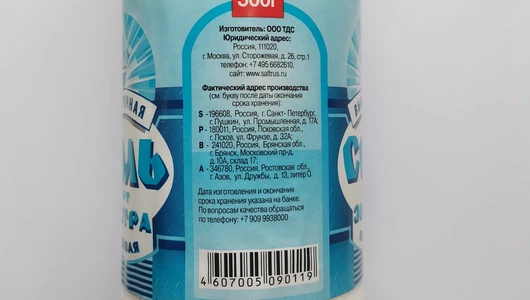 500г
Изготовитель: ООО ТДС
Юридический адрес:
Россия, 111020,
г. Москва, ул. Сторожевая, д. 26, стр.1
телефон: +7 495 6682610,
сайт: www.saltrus.ru
Фактический адрес производства
(см. букву после даты окончания
срока хранения):
S -196608, Россия, г. Санкт- Петербург,
г. Пушкин, ул. Промышленная, д. 17А;
P - 180011, Россия, Псковская обл.,
г. Псков, ул. Фрунзе, д. 32А;
B - 241020, Россия, Брянская обл.,
г. Брянск, Московский пр-д,
д. 10А, склад 17;
A - 346780, Россия, Ростовская обл.,
г. Азов, ул. Дружбы, д. 13, литер О.
Дата изготовления и окончания
срока хранения указана на банке.
По вопросам качества обращаться
по телефону: +7 909 9938000
4607005090119